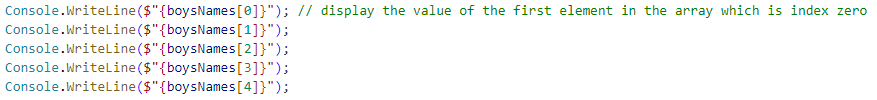 Console.WriteLine($"{boysNames[0]}"); // display the value of the first element in the array which is index zero
Console.WriteLine($"{boysNames[1]}");
Console.WriteLine($"{boysNames[2]}");
Console.WriteLine($"{boysNames[3]}");
Console.WriteLine($"{boysNames[4]}");